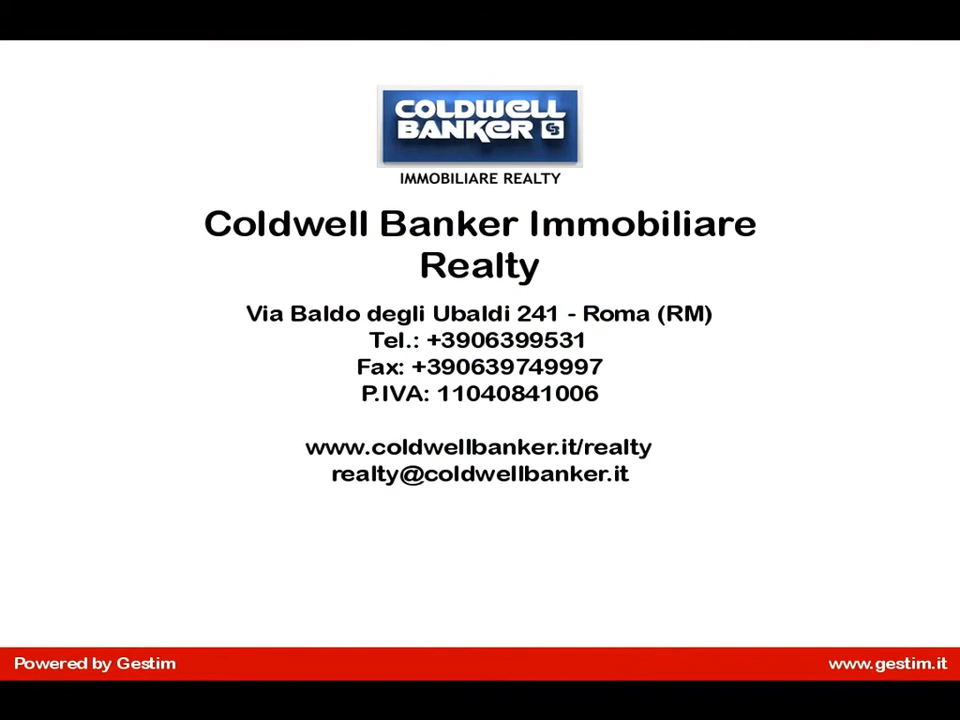 COLDWELL
BANKER CB
IMMOBILIARE REALTY
Coldwell Banker Immobiliare
Realty
Via Baldo degli Ubaldi 241 - Roma (RM)
Tel.: +3906399531
Fax: +390639749997
P.IVA: 11040841006
www.coldwellbanker.it/realty
realty@coldwellbanker.it
Powered by Gestim
www.gestim.it